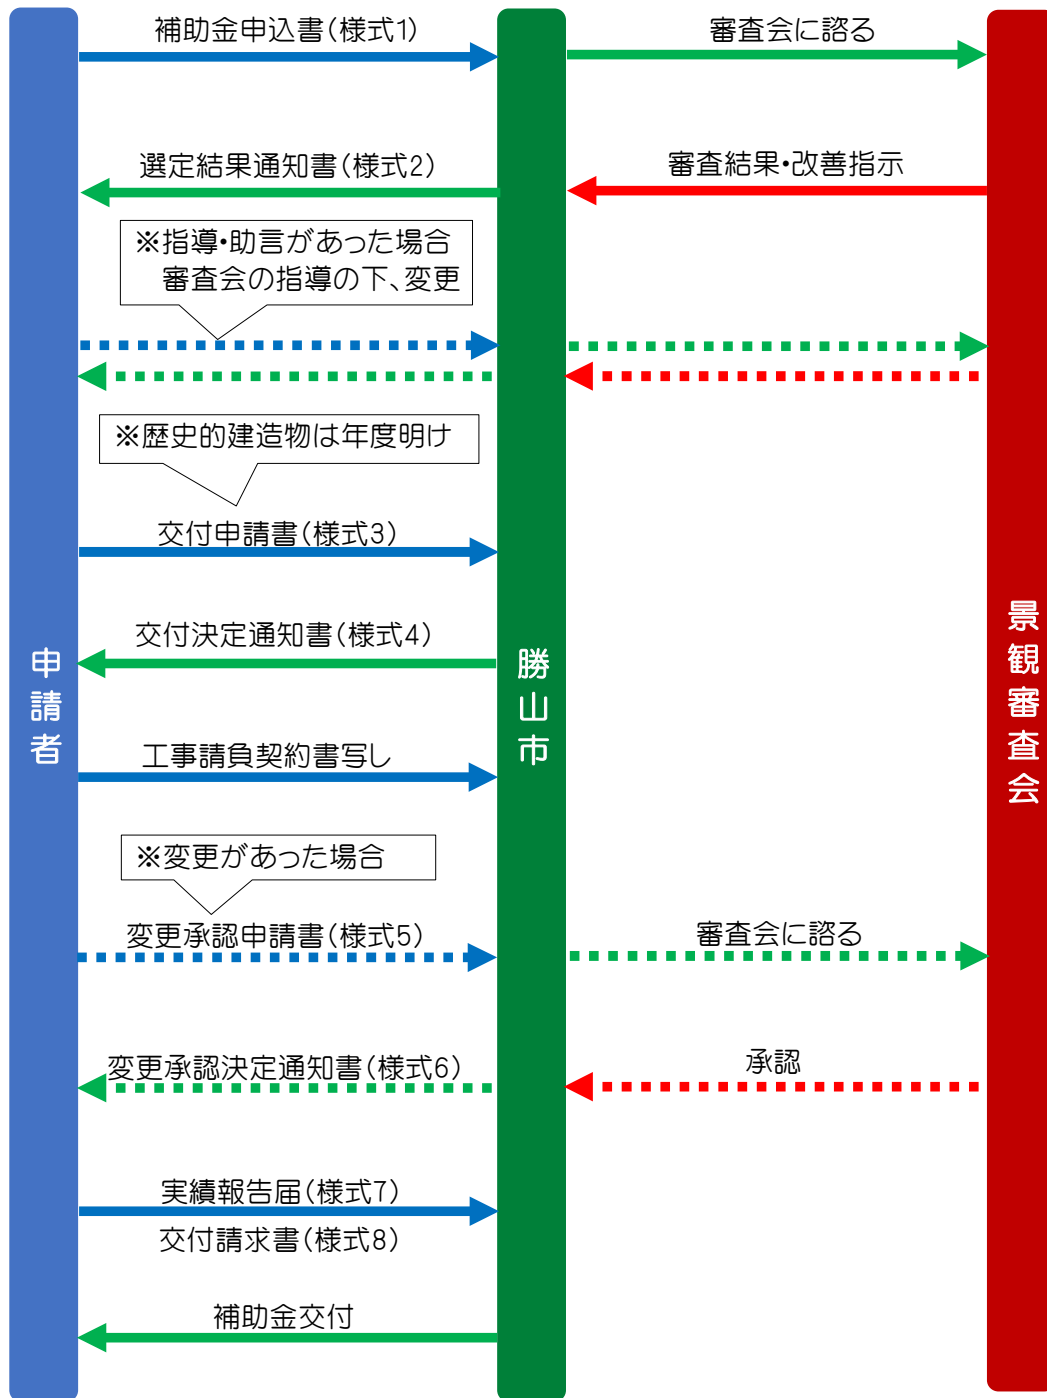 補助金申込書(様式1)
審査会に諮る
選定結果通知書(様式2)
審査結果・改善指示
※指導・助言があった場合
審査会の指導の下、変更
※歴史的建造物は年度明け
交付申請書(様式3)
交付決定通知書(様式4)
申請者
勝山市
景観審査会
工事請負契約書写し
※変更があった場合
変更承認申請書(様式5)
審査会に諮る
変更承認決定通知書(様式6)
承認
実績報告届(様式7)
交付請求書(様式8)
補助金交付